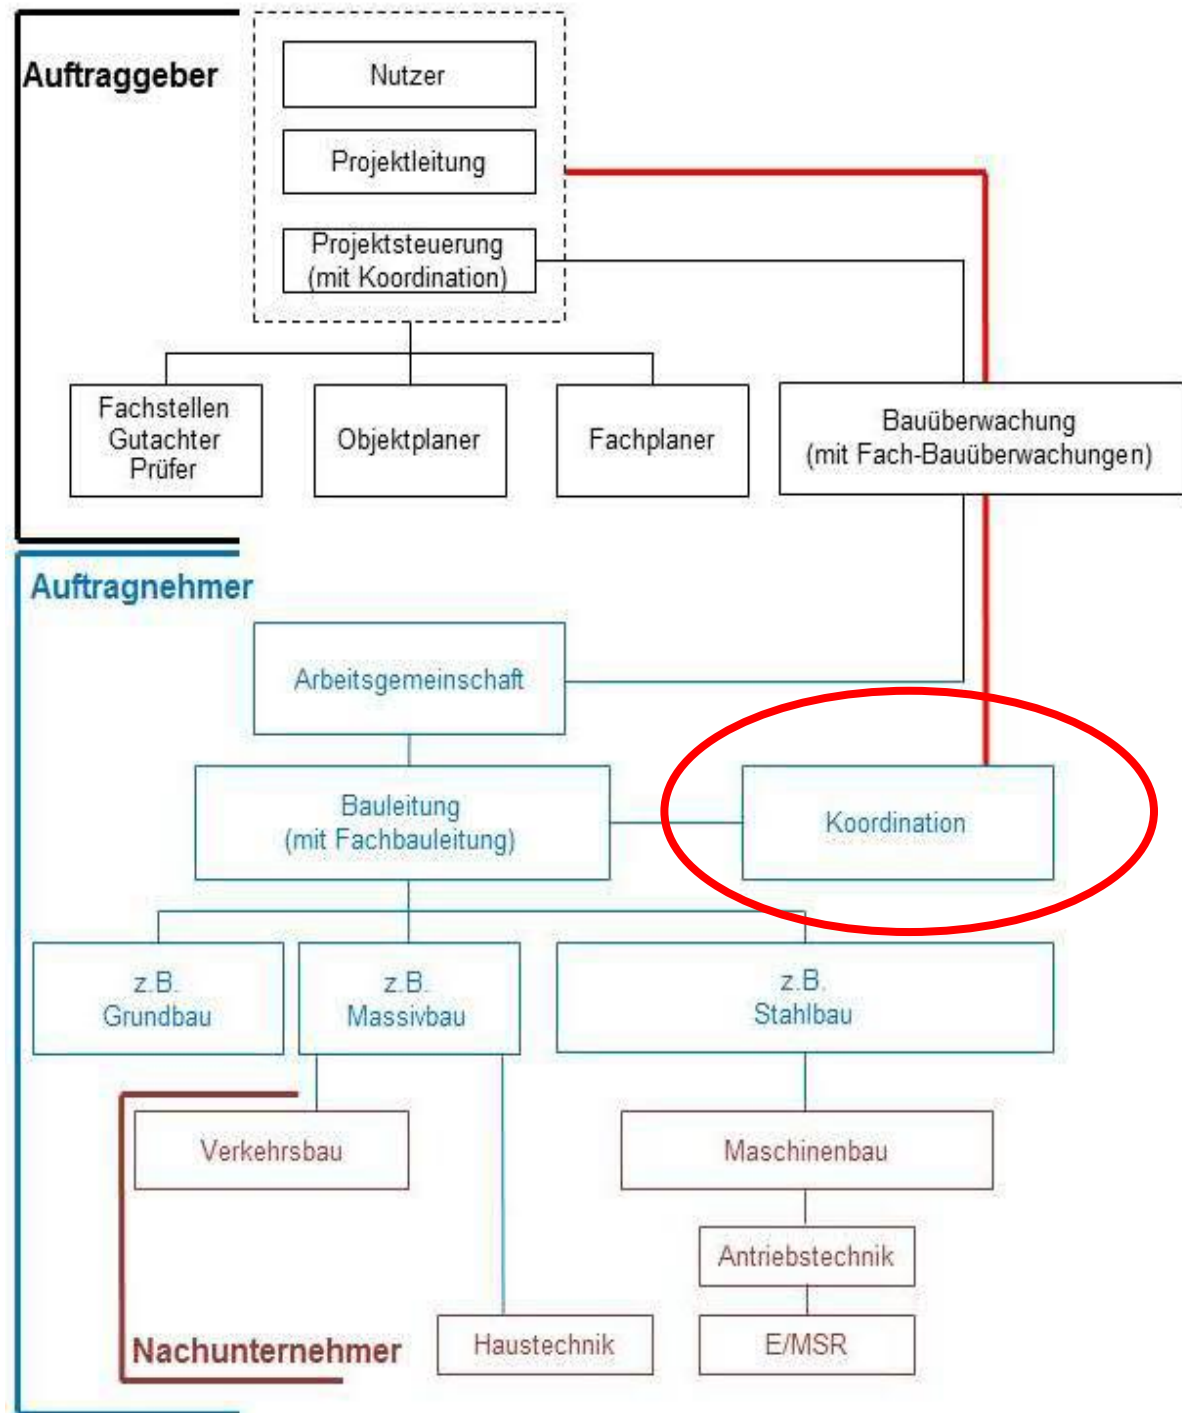 Auftraggeber
Nutzer
Projektleitung
Projektsteuerung
(mit Koordination)
Fachstellen
Gutachter
Prüfer
Objektplaner
Fachplaner
Bauüberwachung
(mit Fach-Bauüberwachungen)
Auftragnehmer
Arbeitsgemeinschaft
Bauleitung
(mit Fachbauleitung)
Koordination
z.B.
Grundbau
z.B.
Massivbau
z.B.
Stahlbau
Verkehrsbau
Maschinenbau
Antriebstechnik
Nachunternehmer
Haustechnik
E/MSR